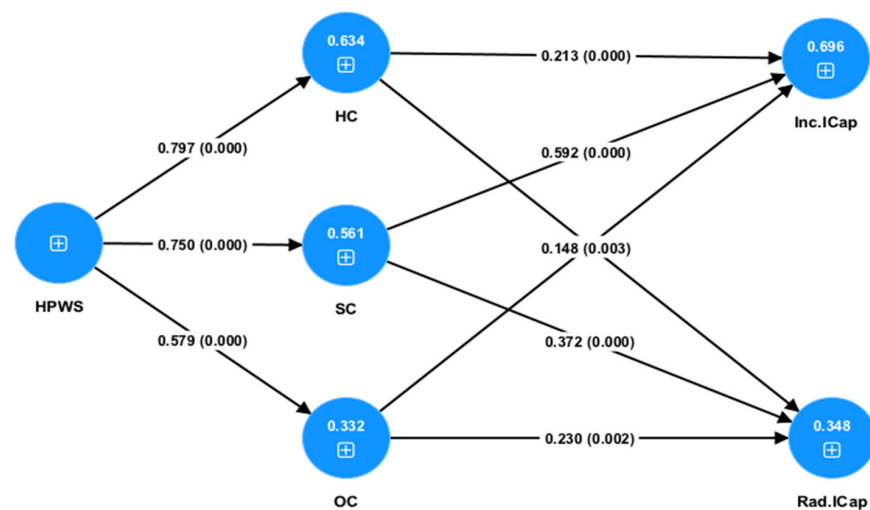 0.634
HC
0.213 (0.000)
0.696
Inc.ICap
0.797 (0.000)
0.592 (0.000)
HPWS
0.750 (0.000)
0.561
SC
0.148 (0.003)
0.579 (0.000)
0.372 (0.000)
0.332
OC
0.230 (0.002)
0.348
Rad.ICap